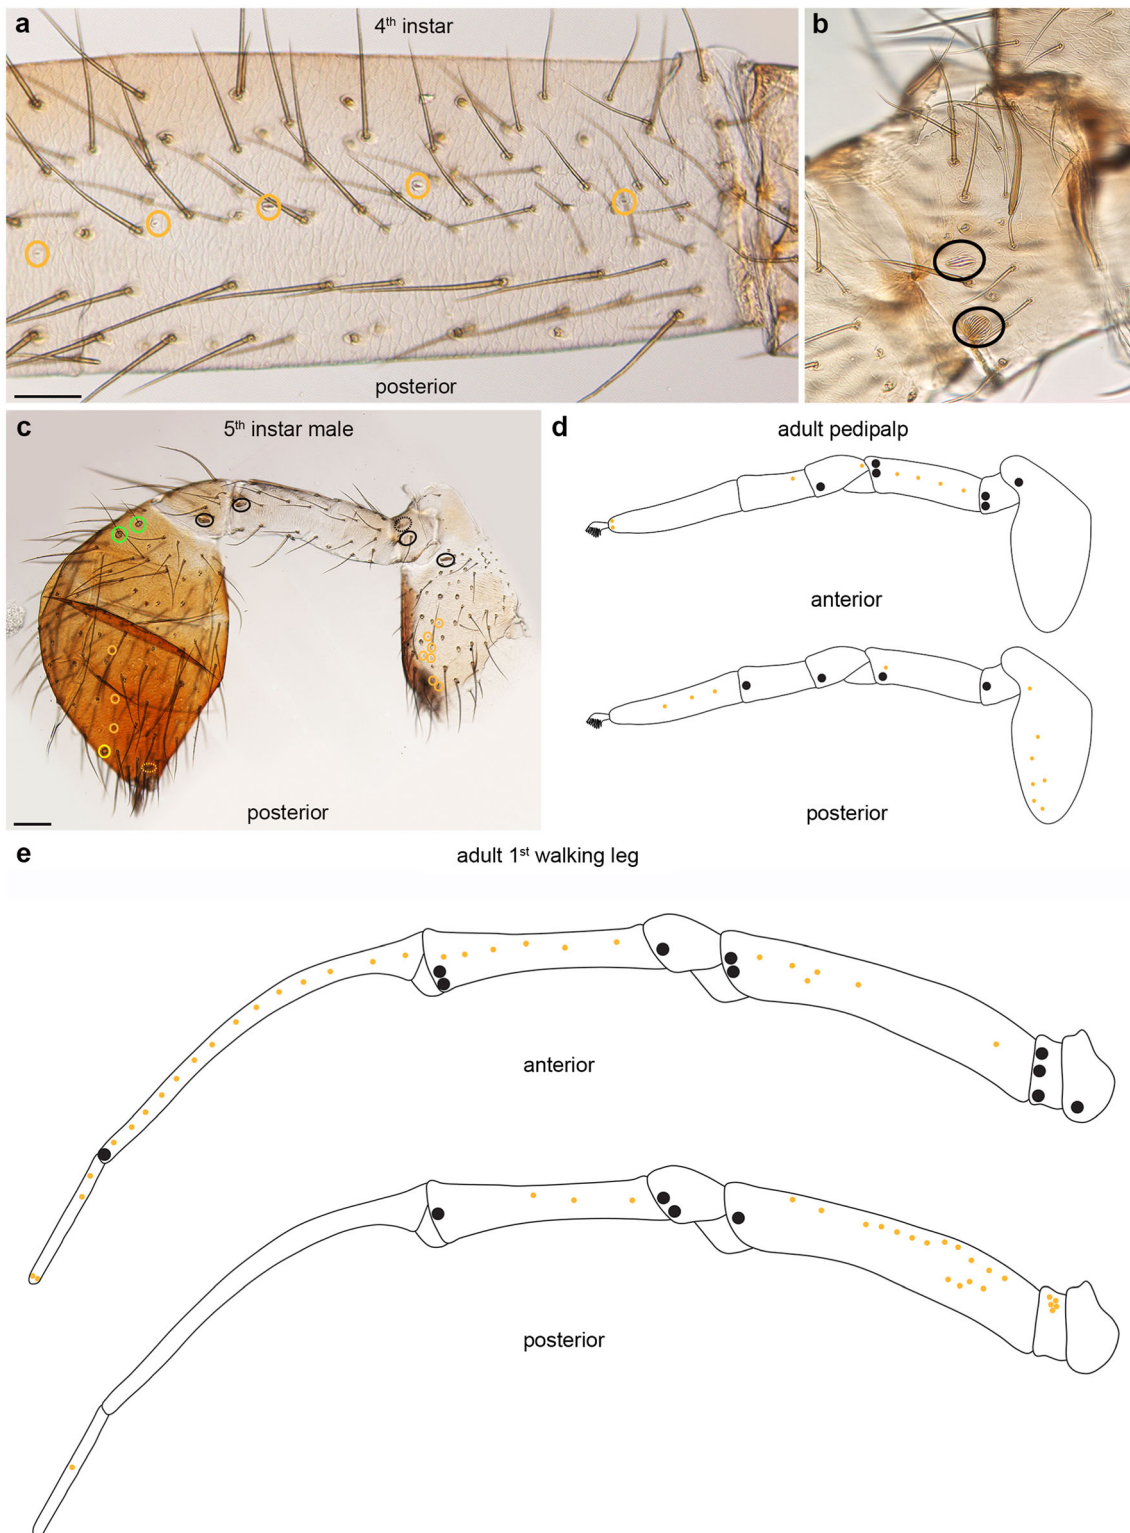 a
4th instar
posterior
b
c
5th instar male
posterior
d
adult pedipalp
anterior
posterior
e
adult 1st walking leg
anterior
posterior